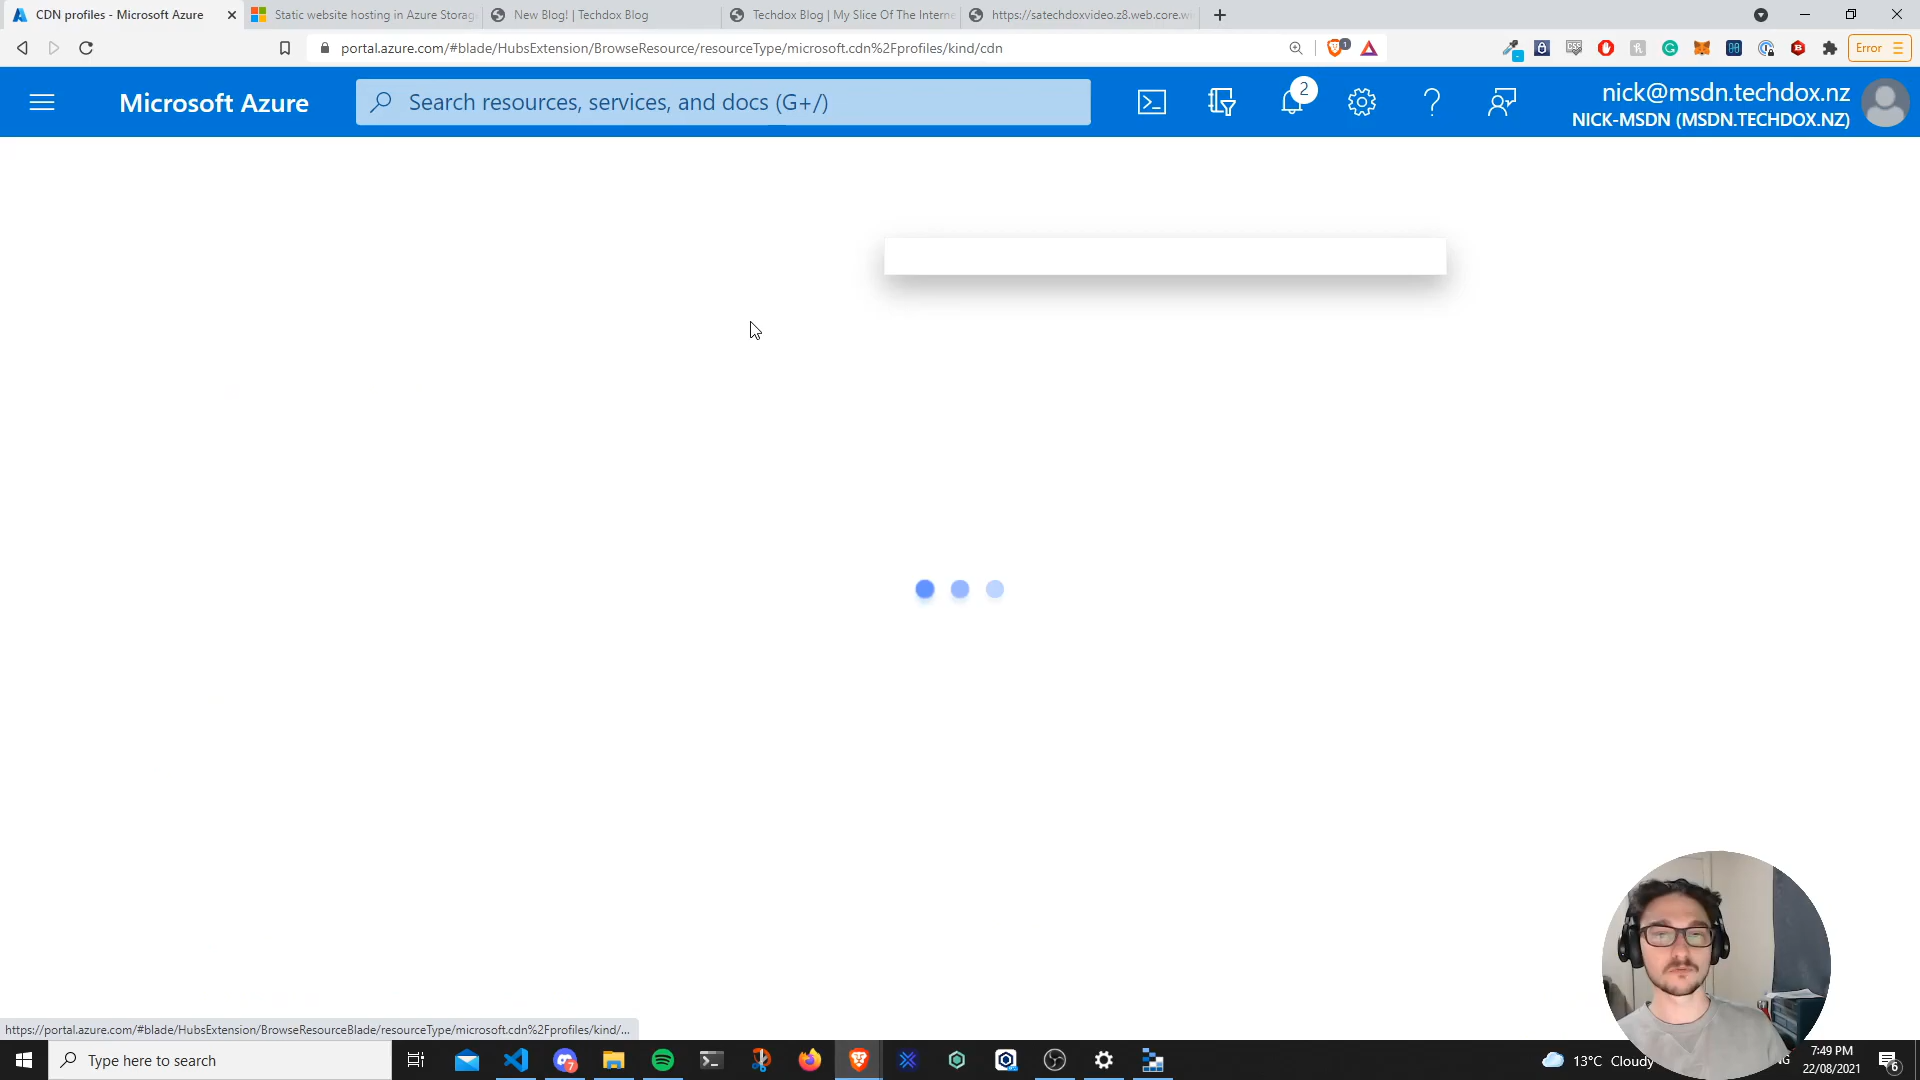 CDN profiles - Microsoft Azure
Static website hosting in Azure Storag
New Blog! | Techdox Blog
Techdox Blog | My Slice Of The Interne
https://satechdoxvideo.z8.web.core.wi
portal.azure.com/#blade/HubsExtension/BrowseResource/resourceType/microsoft.cdn%2Fprofiles/kind/cdn
1
Error
Microsoft Azure
Search resources, services, and docs (G+/)
2
nick@msdn.techdox.nz
NICK-MSDN (MSDN.TECHDOX.NZ)
https://portal.azure.com/#blade/HubsExtension/BrowseResourceBlade/resourceType/microsoft.cdn%2Fprofiles/kind/...
Type here to search
7
13°C Cloudy
7:49 PM
22/08/2021
6